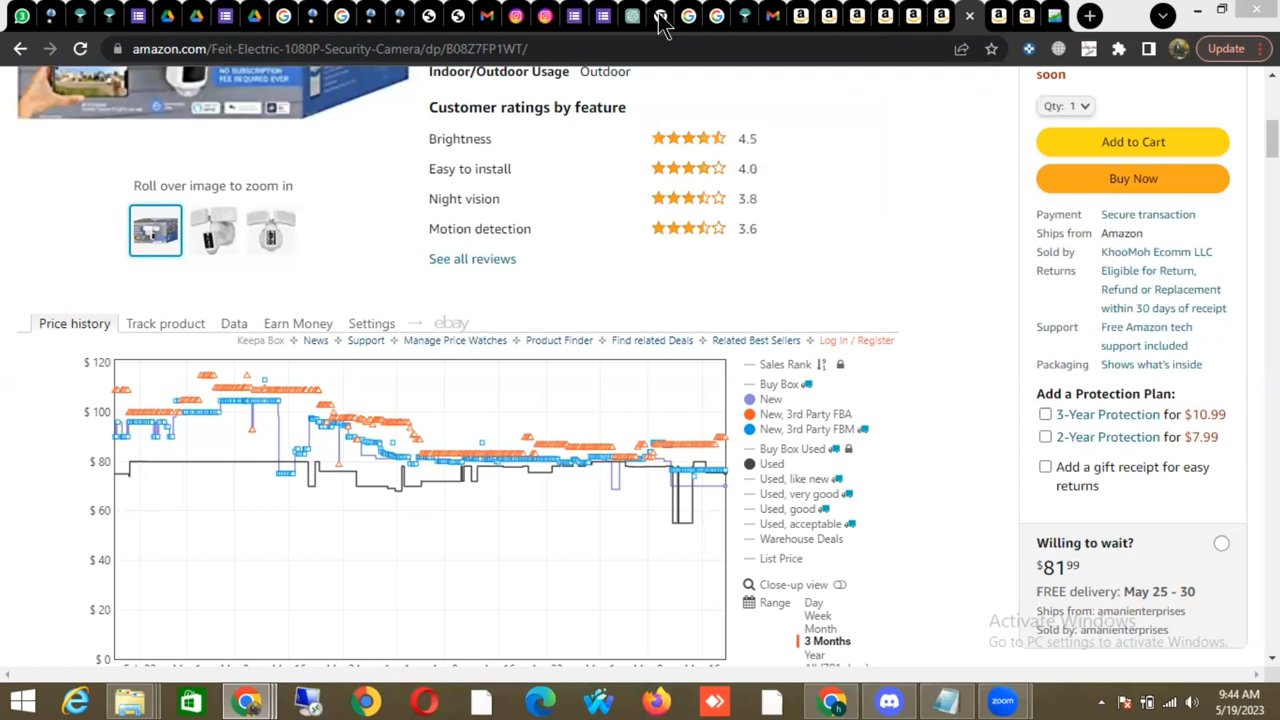 3
amazon.com/Feit-Electric-1080P-Security-Camera/dp/B08Z7FP1WT/
Update
NO SUBSCRIPTION
FEE REQUIRED EVER
Indoor/Outdoor Usage Outdoor
Customer ratings by feature
Brightness 4.5
Easy to install 4.0
Night vision 3.8
Motion detection 3.6
See all reviews
Roll over image to zoom in
soon
Qty: 1
Add to Cart
Buy Now
Payment Secure transaction
Ships from Amazon
Sold by KhooMoh Ecomm LLC
Returns Eligible for Return,
Refund or Replacement
within 30 days of receipt
Support Free Amazon tech
support included
Packaging Shows what's inside
Add a Protection Plan:
3-Year Protection for $10.99
2-Year Protection for $7.99
Add a gift receipt for easy
returns
Willing to wait?
$81 99
FREE delivery: May 25 - 30
Ships from: amanienterprises
Sold by: amanienterprises
Activate Windows
Go to PC settings to activate Windows.
Price history Track product Data Earn Money Settings → ebay
Keepa Box News Support Manage Price Watches Product Finder Find related Deals Related Best Sellers Log In / Register
$ 120
$ 100
$ 80
$ 60
$ 40
$ 20
$ 0
Sales Rank
Buy Box
New
New, 3rd Party FBA
New, 3rd Party FBM
Buy Box Used
Used
Used, like new
Used, very good
Used, good
Used, acceptable
Warehouse Deals
List Price
Close-up view
Range Day
Week
Month
3 Months
Year
zoom
9:44 AM
5/19/2023